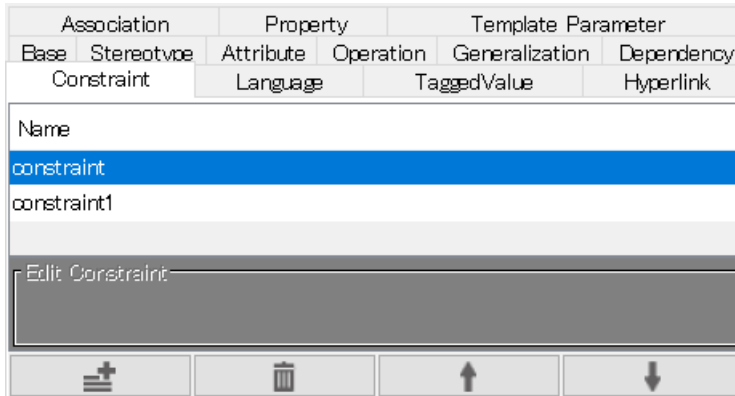 Association Property Template Parameter
Base Stereotype Attribute Operation Generalization Dependency
Constraint Language TaggedValue Hyperlink
Name
constraint
constraint1
Edit Constraint